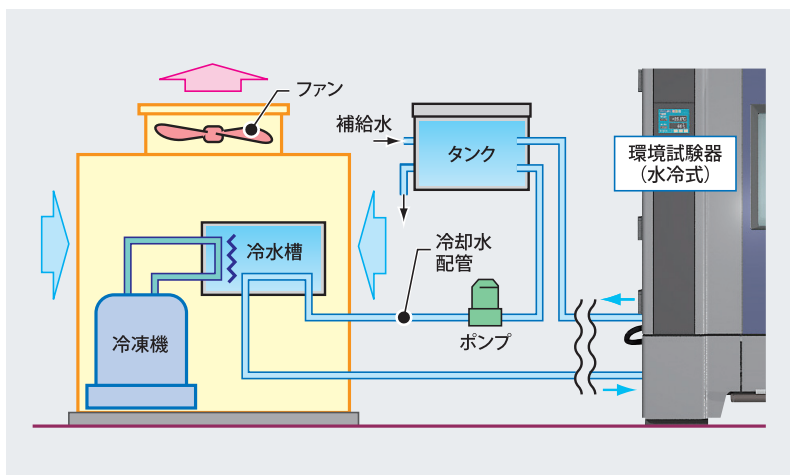 ファン
補給水
タンク
環境試験器
（水冷式）
冷却水
配管
冷水槽
冷凍機
ポンプ